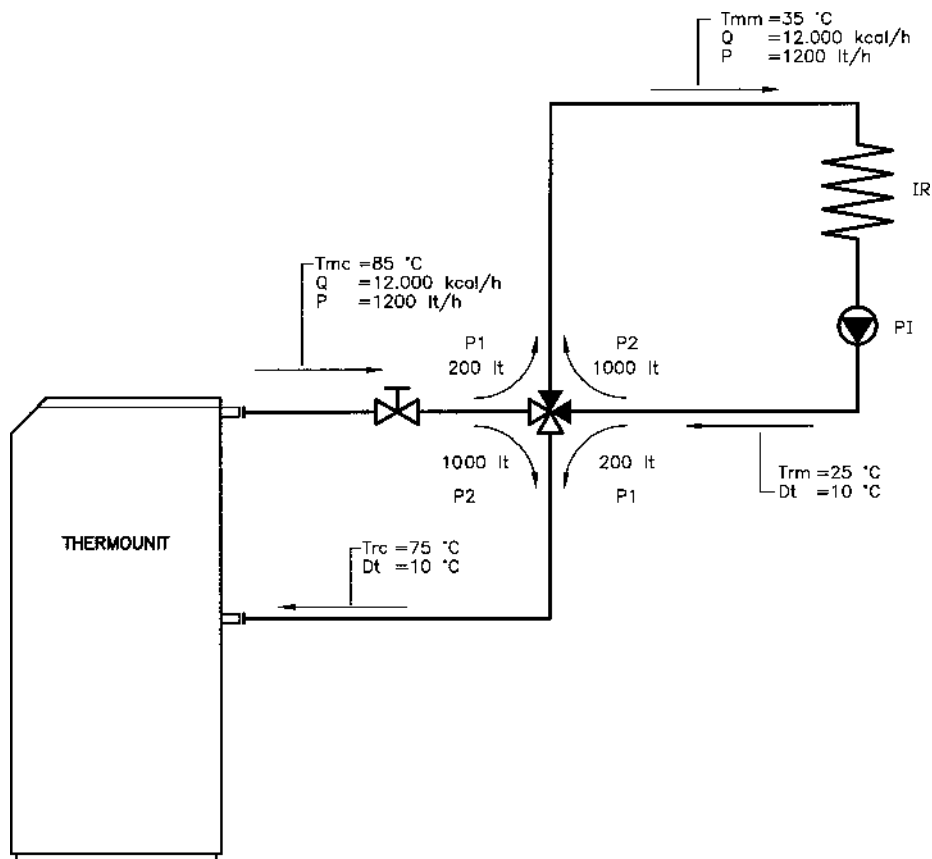 Tmm =35 °C
Q =12.000 kcal/h
P =1200 lt/h
IR
Tmc =85 °C
Q =12.000 kcal/h
P =1200 lt/h
PI
P1
200 lt
P2
1000 lt
1000 lt
P2
200 lt
P1
Trm =25 °C
Dt =10 °C
THERMOUNIT
Trc =75 °C
Dt =10 °C